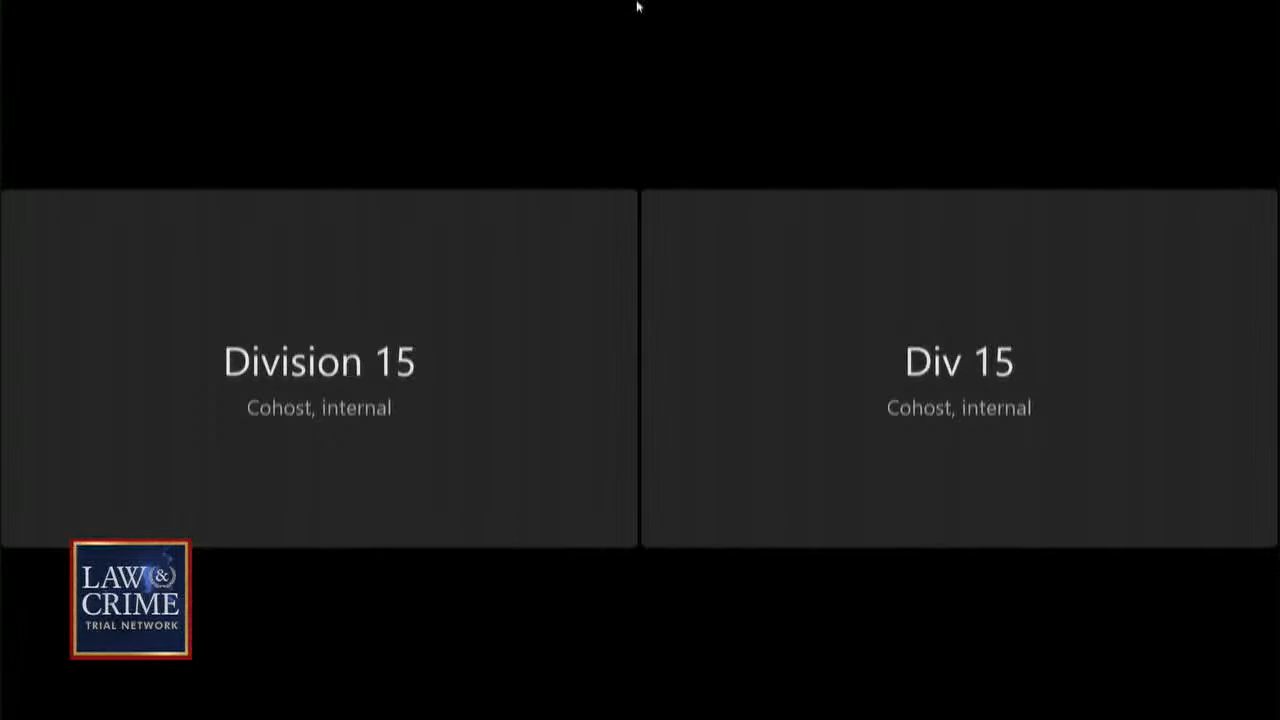 Division 15
Cohost, internal
Div 15
Cohost, internal
LAW &
CRIME
TRIAL NETWORK